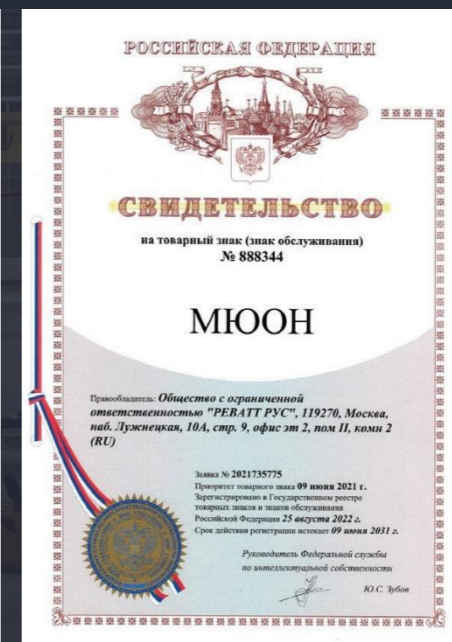 РОССИЙСКАЯ ФЕДЕРАЦИЯ
СВИДЕТЕЛЬСТВО
на товарный знак (знак обслуживания)
№ 888344
МЮОН
Правообладатель: Общество с ограниченной
ответственностью "РЕВАТТ РУС", 119270, Москва,
наб. Лужнецкая, 10А, стр. 9, офис эт 2, пом II, комн 2
(RU)
Заявка № 2021735775
Приоритет товарного знака 09 июня 2021 г.
Зарегистрировано в Государственном реестре
товарных знаков и знаков обслуживания
Российской Федерации 25 августа 2022 г.
Срок действия регистрации истекает 09 июня 2031 г.
Руководитель Федеральной службы
по интеллектуальной собственности
Ю.С. Зубов